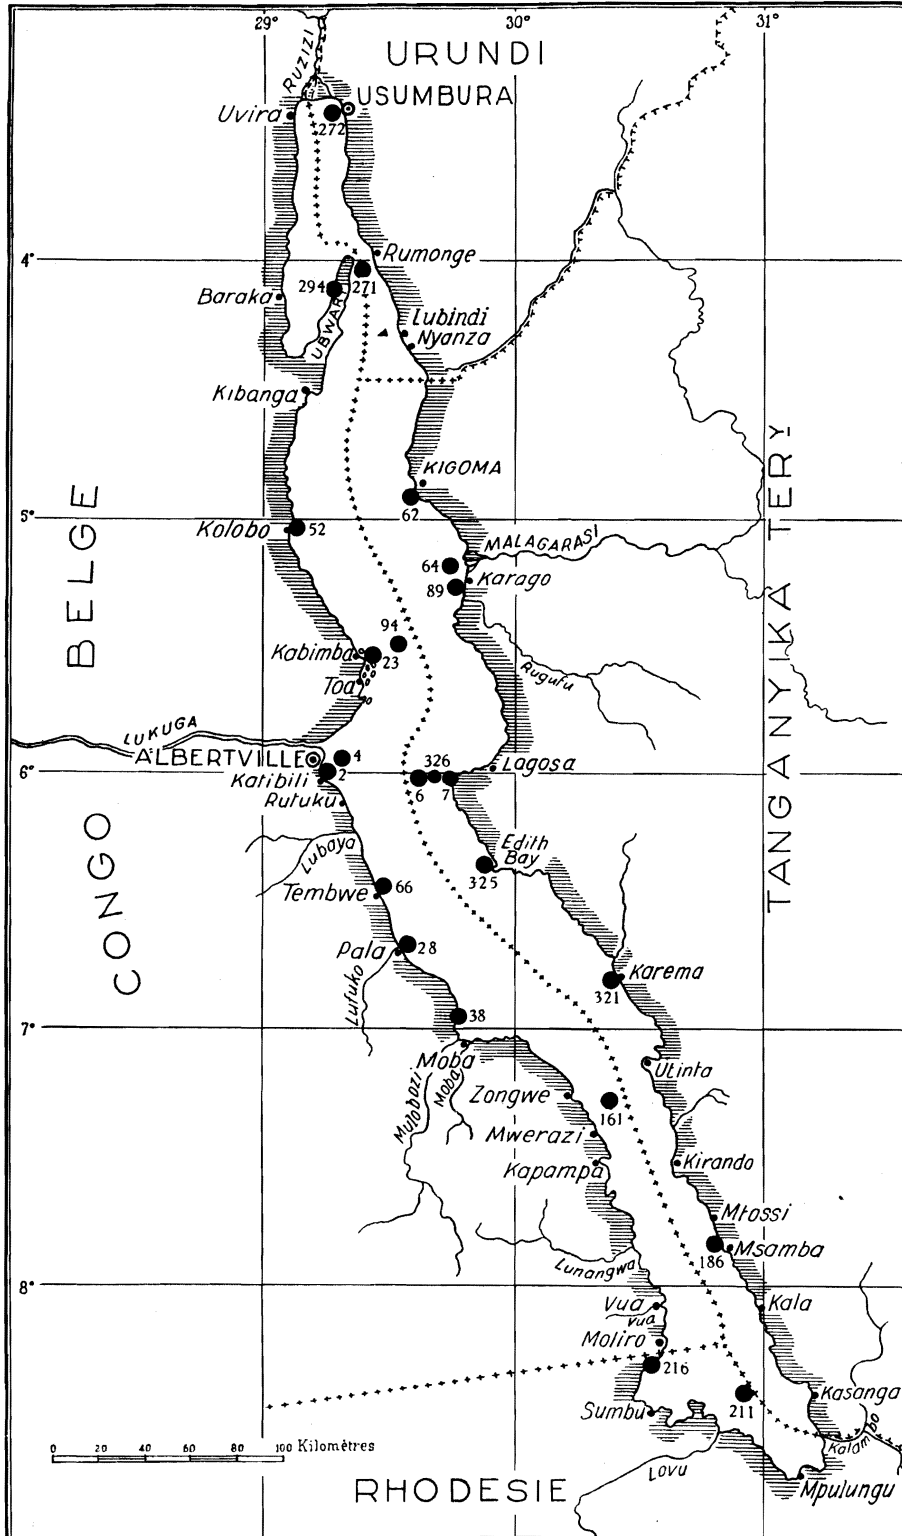 29°
30°
31°
RUZIZI
URUNDI
USUMBURA
Uvira
272
4°
Rumonge
294
271
Baraka
UBWARI
Lubindi
Nyanza
Kibanga
KIGOMA
62
BELGE
5°
Kolobo
52
MALAGARASI
64
Karago
89
94
Kabimba
23
Toa
Rugufu
TANGANYIKA TERY
LUKUGA
ALBERTVILLE
4
326
Lagosa
6°
Katibili
2
6
7
Rutuku
CONGO
Lubaya
Edith
Bay
325
Tembwe
66
Pala
28
Karema
321
Lufuko
38
7°
Moba
Utinta
Mulobozi
Moba
Zongwe
161
Mwerazi
Kapampa
Kirando
Mtossi
Msamba
186
Lunangwa
8°
Vua
Vua
Kala
Moliro
216
Kasanga
211
Sumbu
Kalambo
0 20 40 60 80 100 Kilomètres
Lovu
RHODESIE
Mpulungu